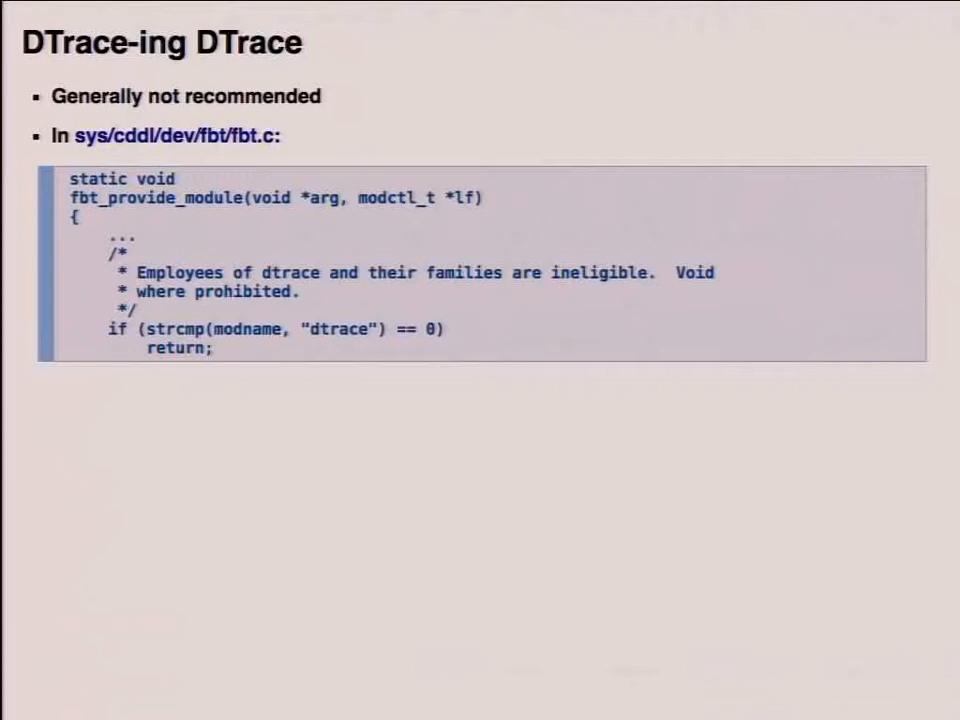 DTrace-ing DTrace
▪ Generally not recommended
▪ In sys/cddl/dev/fbt/fbt.c:
static void
fbt_provide_module(void *arg, modctl_t *lf)
{
    ...
    /*
     * Employees of dtrace and their families are ineligible.  Void
     * where prohibited.
     */
    if (strcmp(modname, "dtrace") == 0)
        return;